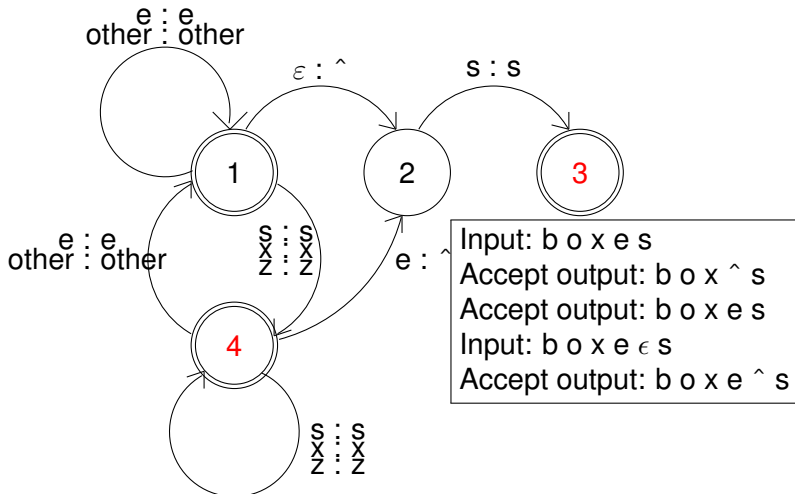 e : e
other : other
ε : ˆ
s : s
1
2
3
e : e
other : other
s : s
x : x
z : z
e : ˆ
4
s : s
x : x
z : z
Input: b o x e s
Accept output: b o x ˆ s
Accept output: b o x e s
Input: b o x e ϵ s
Accept output: b o x e ˆ s